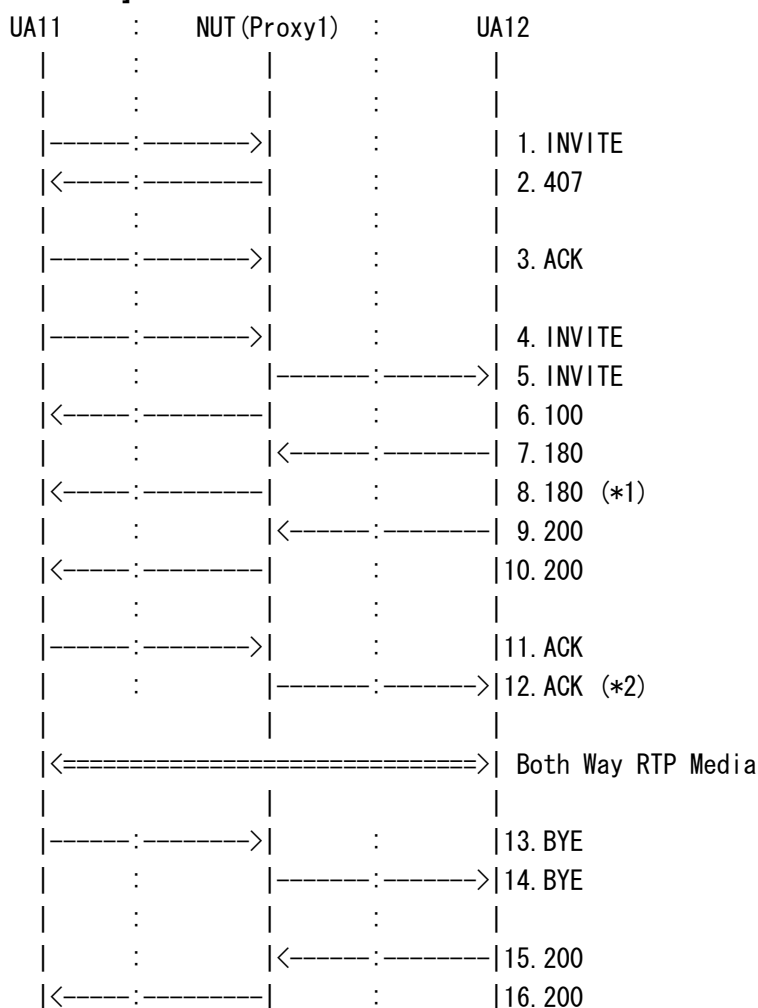 UA11 : NUT(Proxy1) : UA12
| : | : |
| : | : |
|------:-------->| : | 1. INVITE
|<-----:---------| : | 2. 407
| : | : |
|------:-------->| : | 3. ACK
| : | : |
|------:-------->| : | 4. INVITE
| : |-------:------->| 5. INVITE
|<-----:---------| : | 6. 100
| : |<------:--------| 7. 180
|<-----:---------| : | 8. 180 (*1)
| : |<------:--------| 9. 200
|<-----:---------| : |10. 200
| : | : |
|------:-------->| : |11. ACK
| : |-------:------->|12. ACK (*2)
| | |
|<===============================>| Both Way RTP Media
| | |
|------:-------->| : |13. BYE
| : |-------:------->|14. BYE
| : | : |
| : |<------:--------|15. 200
|<-----:---------| : |16. 200